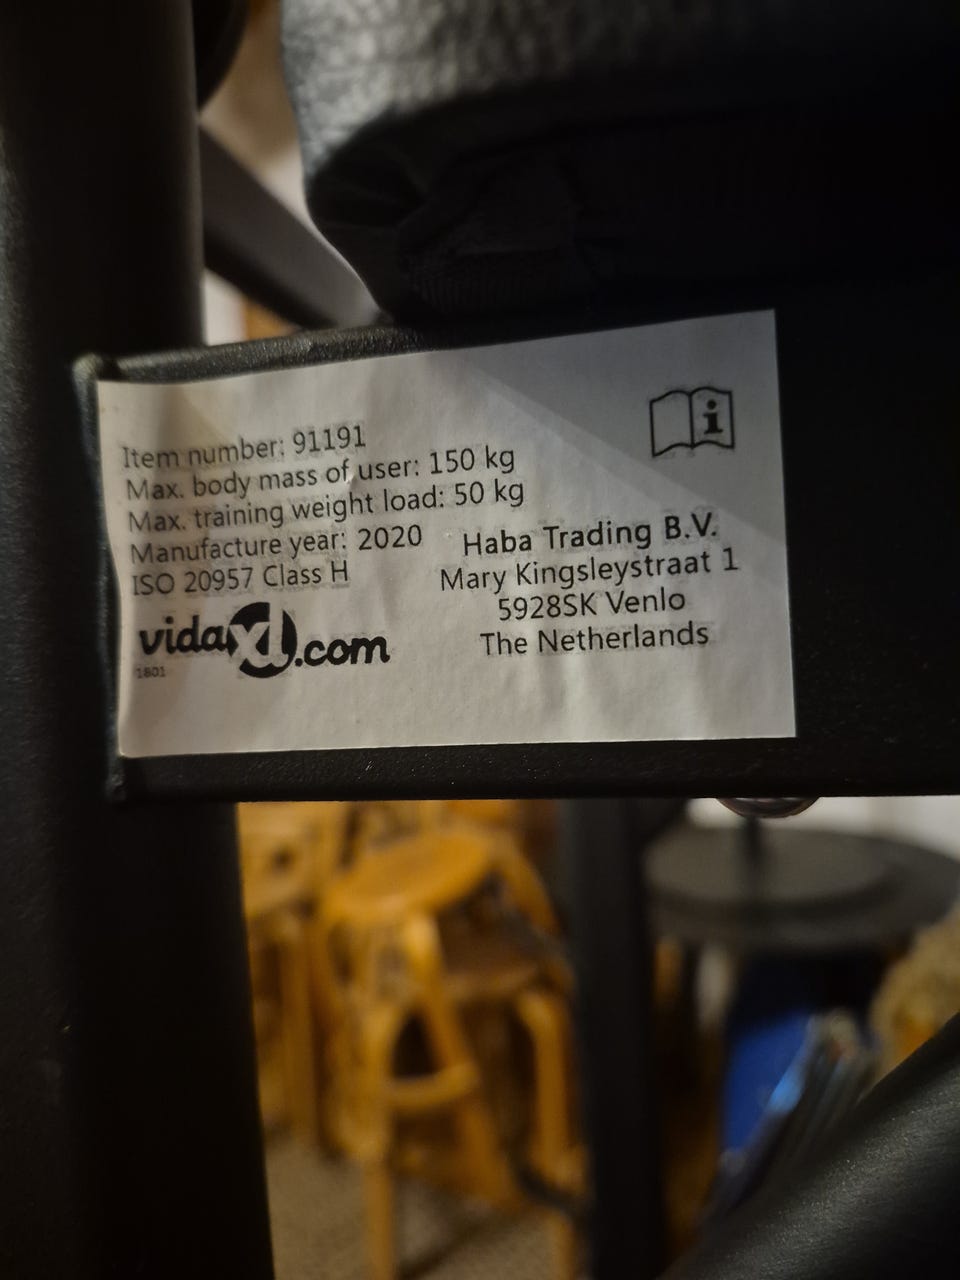 Item number: 91191
Max. body mass of user: 150 kg
Max. training weight load: 50 kg
Manufacture year: 2020
ISO 20957 Class H
vidaXL.com
1801
Haba Trading B.V.
Mary Kingsleystraat 1
5928SK Venlo
The Netherlands
i